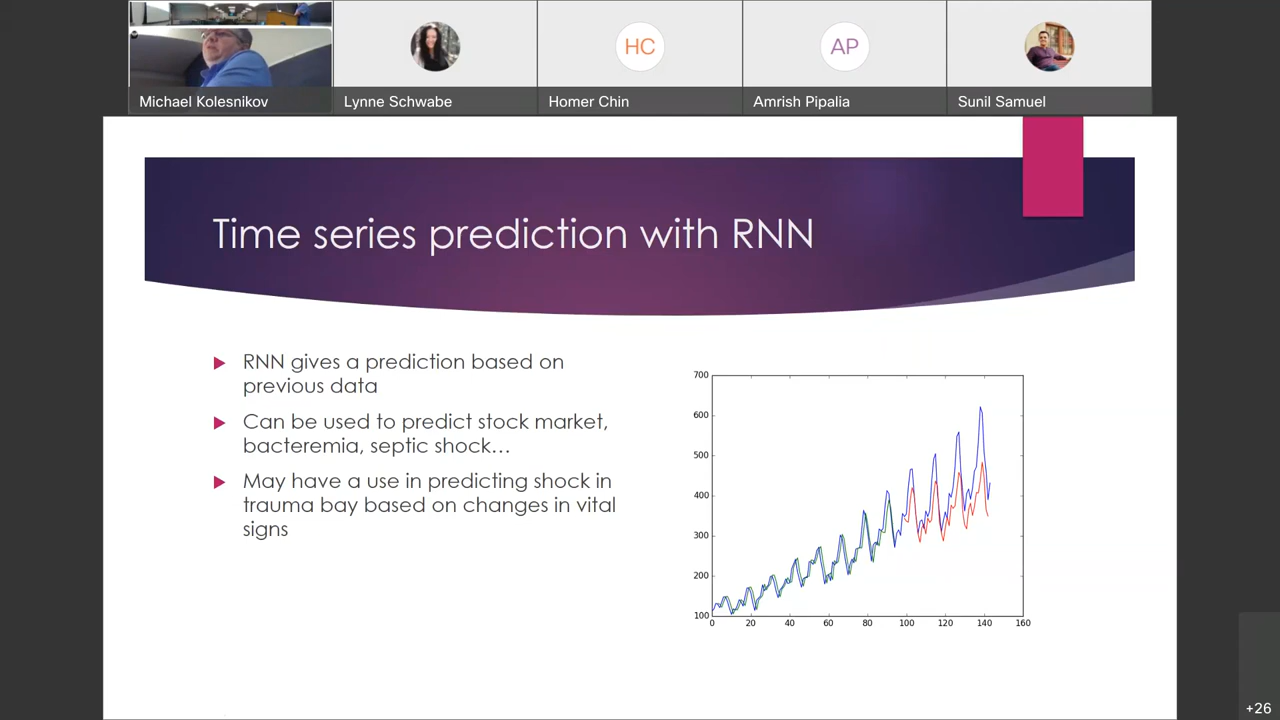 HC
AP
Michael Kolesnikov
Lynne Schwabe
Homer Chin
Amrish Pipalia
Sunil Samuel
Time series prediction with RNN
RNN gives a prediction based on
previous data
Can be used to predict stock market,
bacteremia, septic shock...
May have a use in predicting shock in
trauma bay based on changes in vital
signs
700
600
500
400
300
200
100
0 20 40 60 80 100 120 140 160
+26